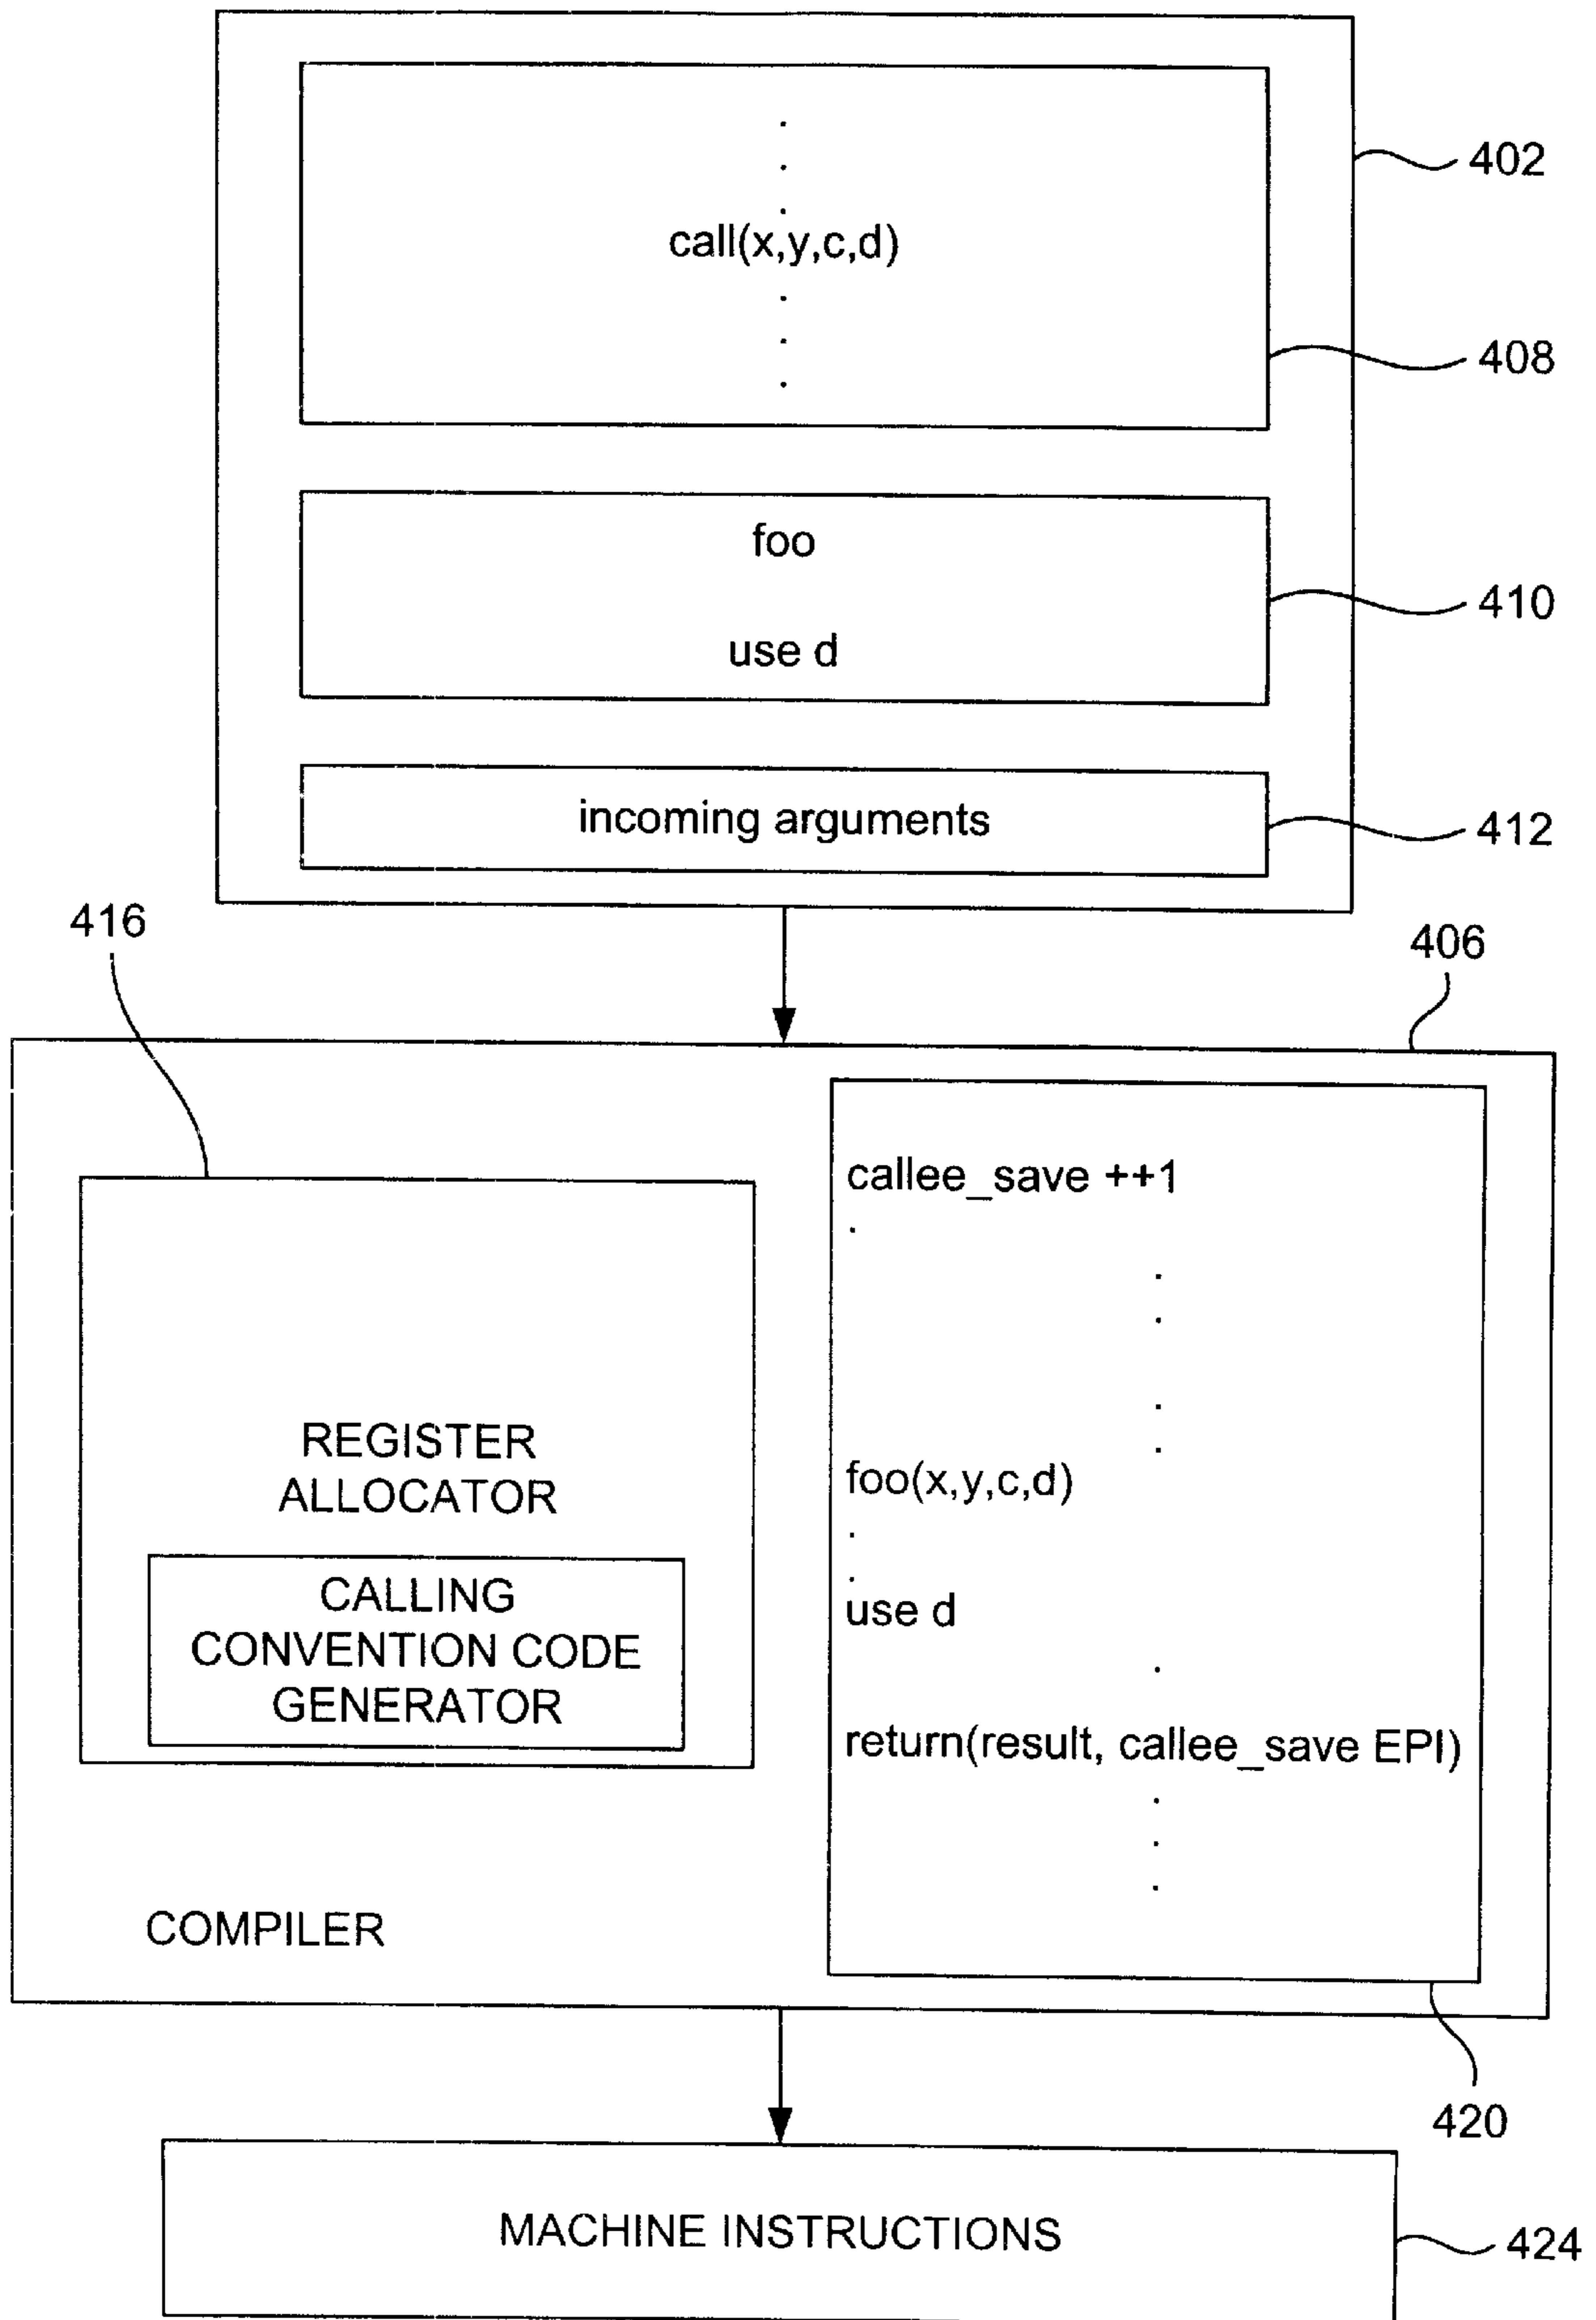 402
call(x,y,c,d)
408
foo
410
use d
incoming arguments
412
416
406
callee_save ++1
REGISTER
ALLOCATOR
CALLING
CONVENTION CODE
GENERATOR
COMPILER
foo(x,y,c,d)
use d
return(result, callee_save EPI)
420
MACHINE INSTRUCTIONS
424